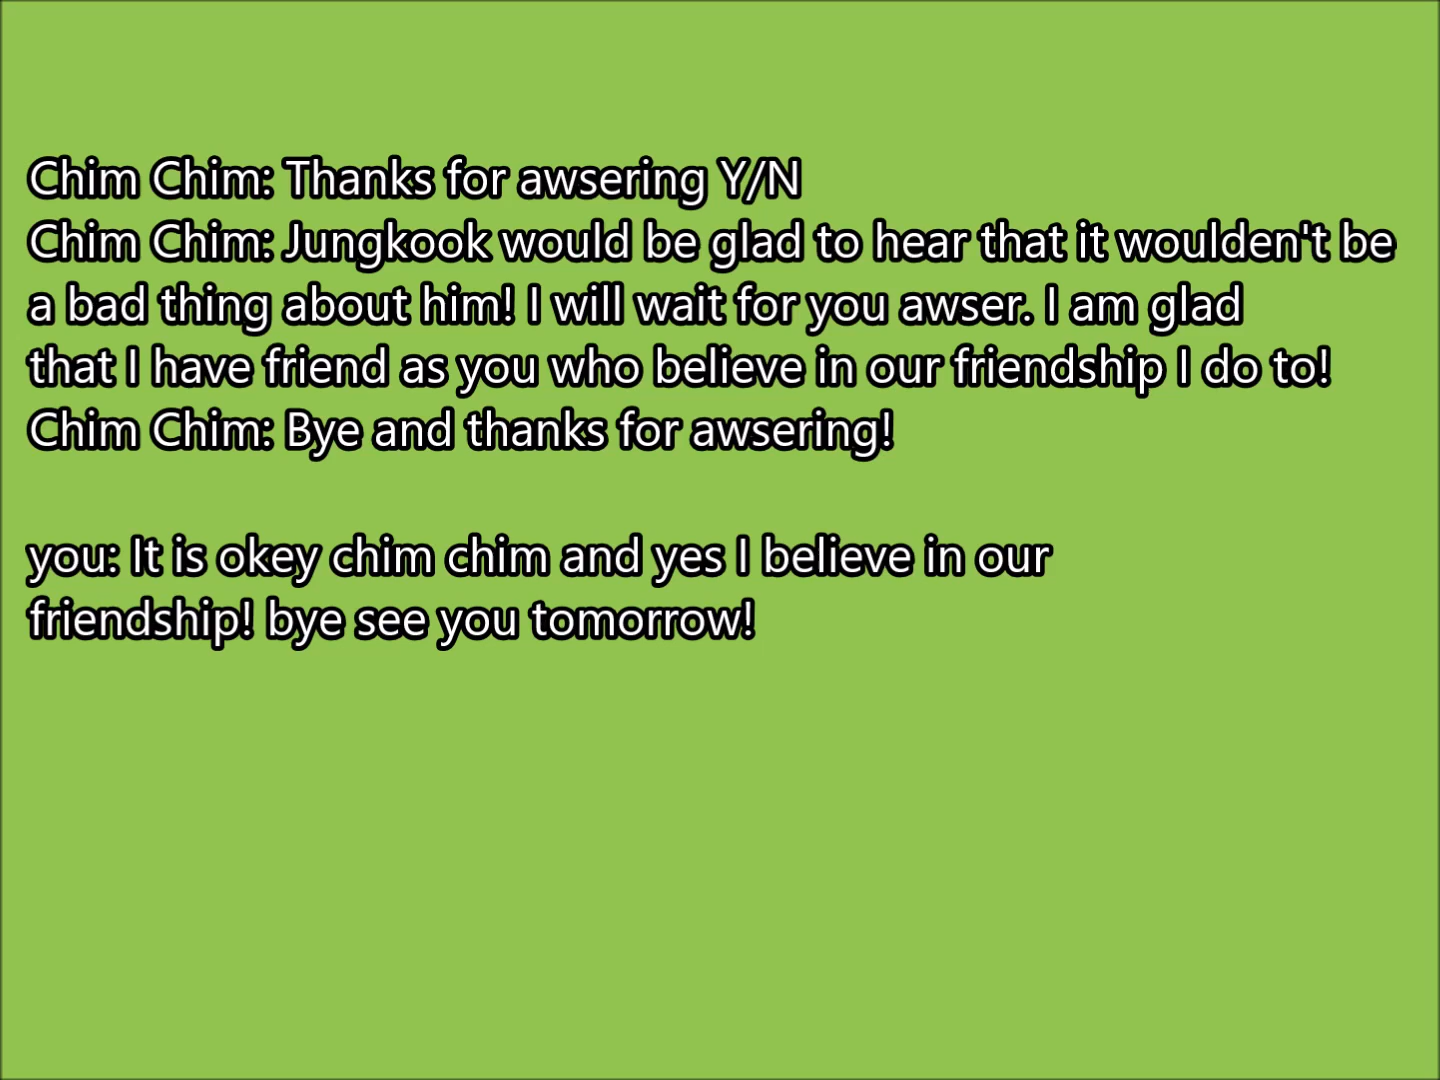 Chim Chim: Thanks for awsering Y/N
Chim Chim: Jungkook would be glad to hear that it woulden't be
a bad thing about him! I will wait for you awser. I am glad
that I have friend as you who believe in our friendship I do to!
Chim Chim: Bye and thanks for awsering!
you: It is okey chim chim and yes I believe in our
friendship! bye see you tomorrow!